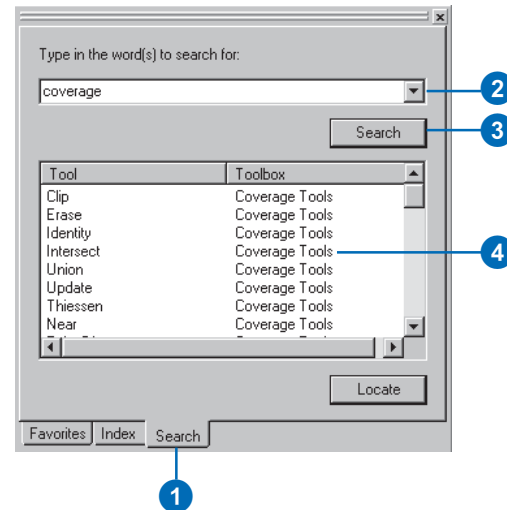 Type in the word(s) to search for:
coverage
2
Search
3
Tool Toolbox
Clip Coverage Tools
Erase Coverage Tools
Identity Coverage Tools
Intersect Coverage Tools
4
Union Coverage Tools
Update Coverage Tools
Thiessen Coverage Tools
Near Coverage Tools
Locate
Favorites Index Search
1